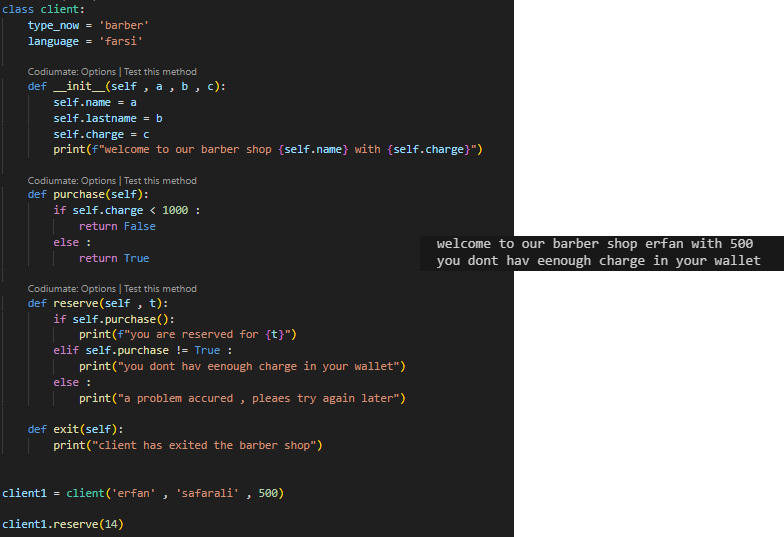 class client:
    type_now = 'barber'
    language = 'farsi'
    Codiumate: Options | Test this method
    def __init__(self , a , b , c):
        self.name = a
        self.lastname = b
        self.charge = c
        print(f"welcome to our barber shop {self.name} with {self.charge}")
    Codiumate: Options | Test this method
    def purchase(self):
        if self.charge < 1000 :
            return False
        else :
            return True
    Codiumate: Options | Test this method
    def reserve(self , t):
        if self.purchase():
            print(f"you are reserved for {t}")
        elif self.purchase != True :
            print("you dont hav eenough charge in your wallet")
        else :
            print("a problem accured , pleaes try again later")
    def exit(self):
        print("client has exited the barber shop")
client1 = client('erfan' , 'safarali' , 500)
client1.reserve(14)
welcome to our barber shop erfan with 500
you dont hav eenough charge in your wallet